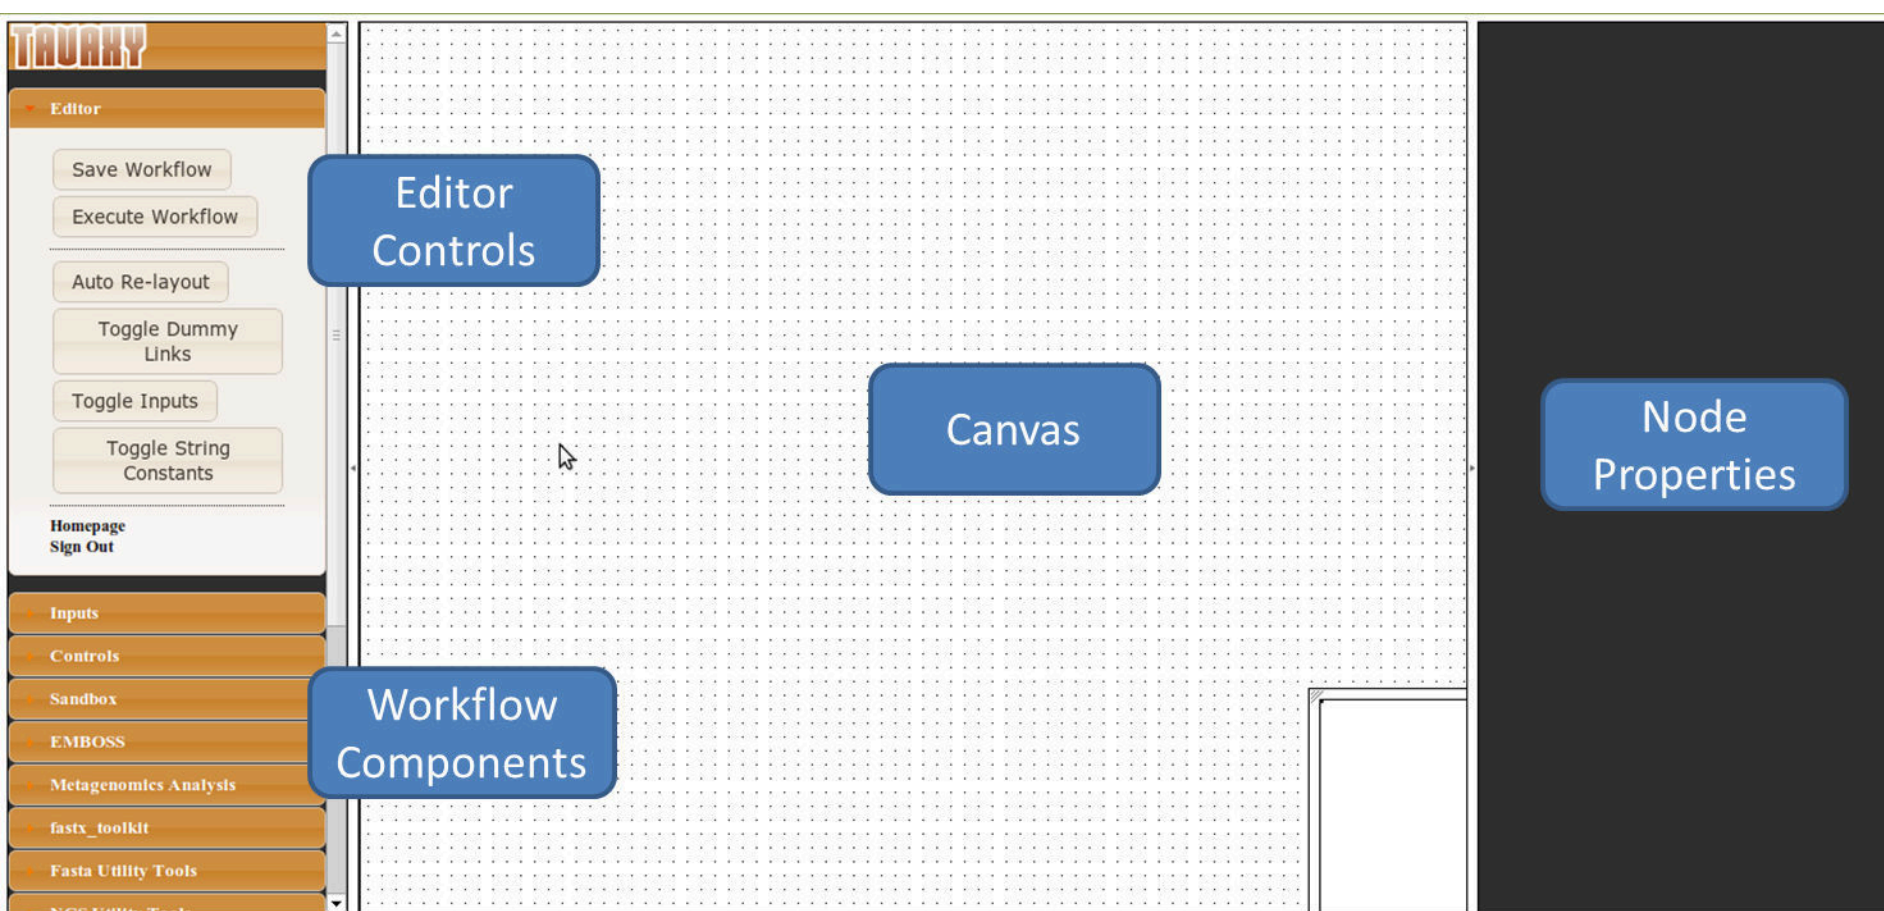 TAVAXY
Editor
Save Workflow
Execute Workflow
Auto Re-layout
Toggle Dummy
Links
Toggle Inputs
Toggle String
Constants
Homepage
Sign Out
Inputs
Controls
Sandbox
EMBOSS
Metagenomics Analysis
fastx_toolkit
Fasta Utility Tools
Editor
Controls
Workflow
Components
Canvas
Node
Properties